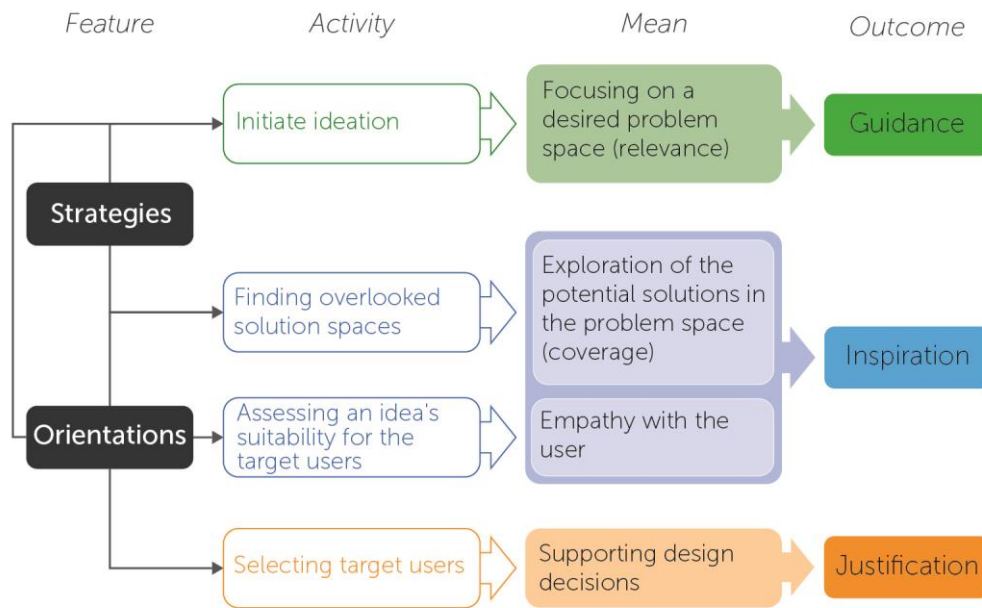 Feature
Activity
Mean
Outcome
Strategies
Orientations
Initiate ideation
Focusing on a
desired problem
space (relevance)
Guidance
Finding overlooked
solution spaces
Exploration of the
potential solutions in
the problem space
(coverage)
Inspiration
Assessing an idea's
suitability for the
target users
Empathy with the
user
Selecting target users
Supporting design
decisions
Justification